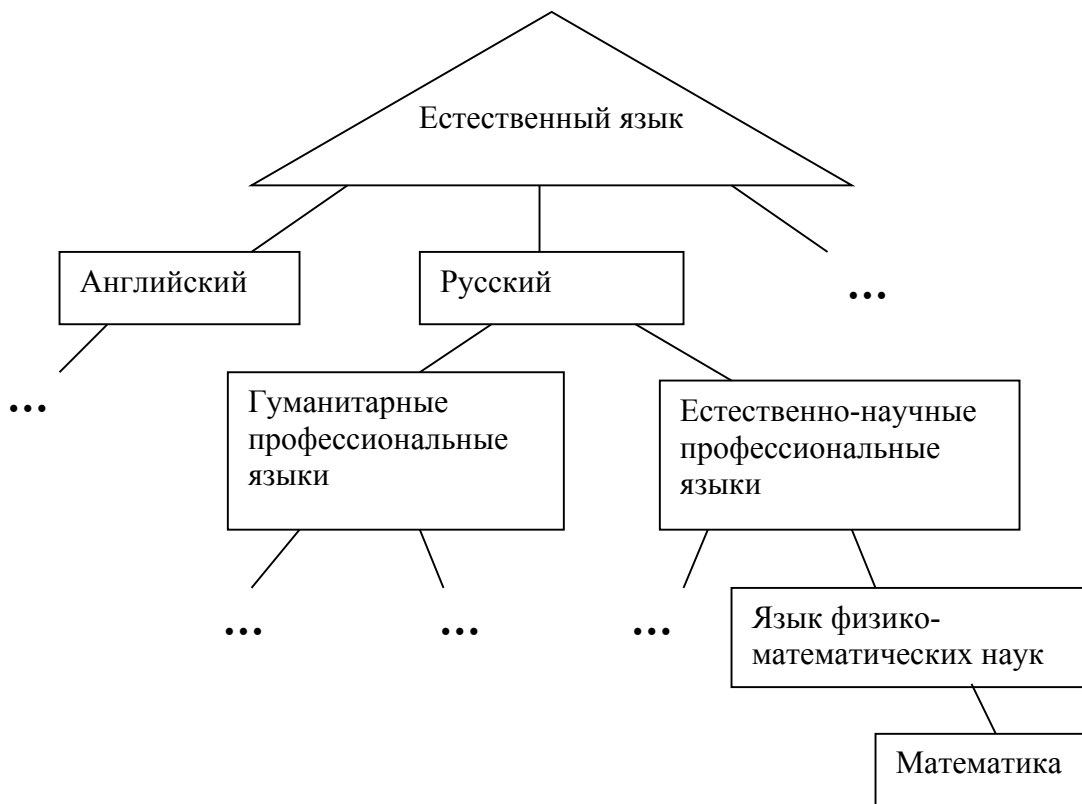 Естественный язык
Английский
Русский
...
...
Гуманитарные
профессиональные
языки
Естественно-научные
профессиональные
языки
...
...
...
Язык физико-
математических наук
Математика